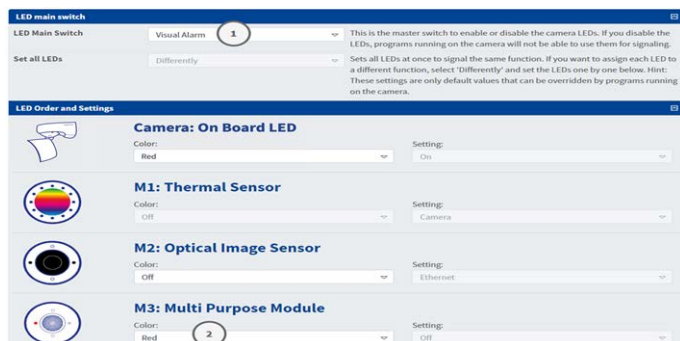 LED main switch
LED Main Switch
Visual Alarm
1
This is the master switch to enable or disable the camera LEDs. If you disable the
LEDs, programs running on the camera will not be able to use them for signaling.
Set all LEDs
Differently
Sets all LEDs at once to signal the same function. If you want to assign each LED to
a different function, select 'Differently' and set the LEDs one by one below. Hint:
These settings are only default values that can be overridden by programs running
on the camera.
LED Order and Settings
Camera: On Board LED
Color: Setting:
Red On
M1: Thermal Sensor
Color: Setting:
Off Camera
M2: Optical Image Sensor
Color: Setting:
Off Ethernet
M3: Multi Purpose Module
Color: Setting:
Red 2 Off